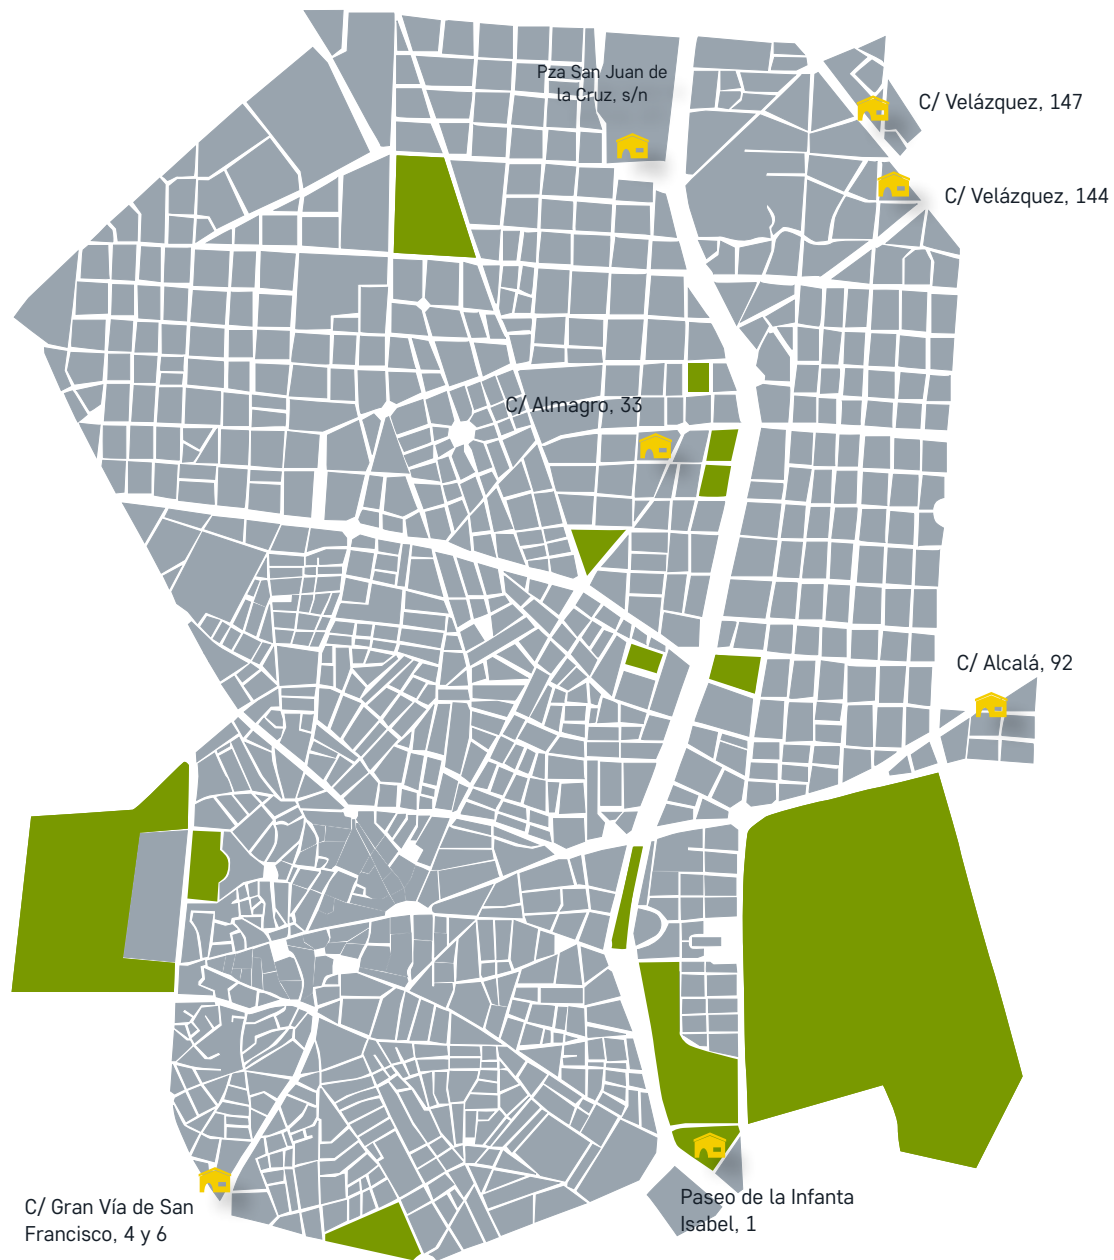 Pza San Juan de
la Cruz, s/n
C/ Velázquez, 147
C/ Velázquez, 144
C/ Almagro, 33
C/ Alcalá, 92
Paseo de la Infanta
Isabel, 1
C/ Gran Vía de San
Francisco, 4 y 6